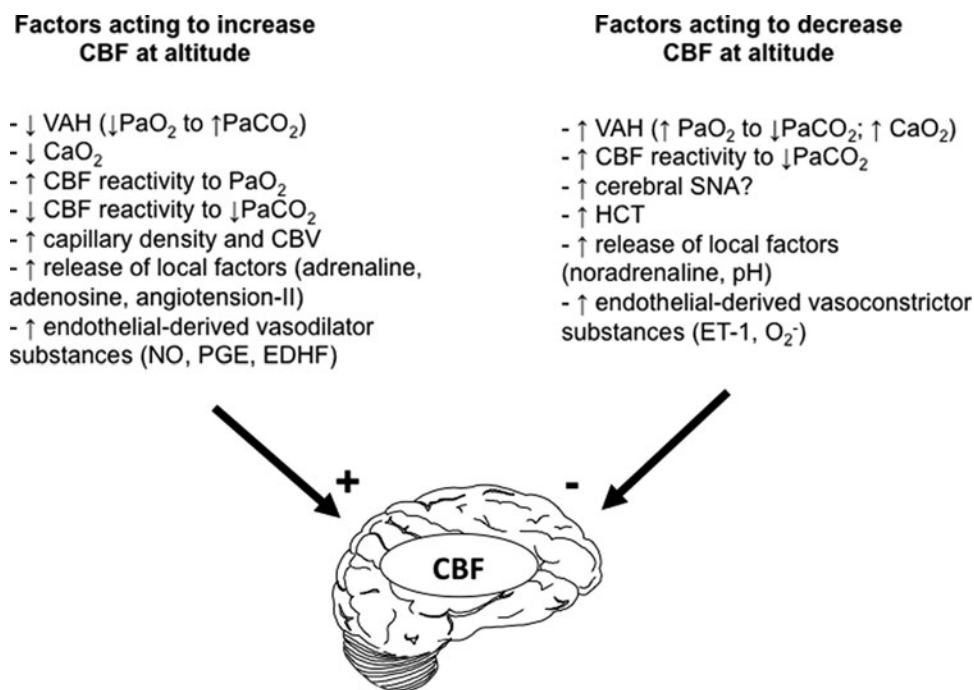 Factors acting to increase
CBF at altitude
- ↓ VAH (↓PaO₂ to ↑PaCO₂)
- ↓ CaO₂
- ↑ CBF reactivity to PaO₂
- ↓ CBF reactivity to ↓PaCO₂
- ↑ capillary density and CBV
- ↑ release of local factors (adrenaline,
adenosine, angiotension-II)
- ↑ endothelial-derived vasodilator
substances (NO, PGE, EDHF)
Factors acting to decrease
CBF at altitude
- ↑ VAH (↑ PaO₂ to ↓PaCO₂; ↑ CaO₂)
- ↑ CBF reactivity to ↓PaCO₂
- ↑ cerebral SNA?
- ↑ HCT
- ↑ release of local factors
(noradrenaline, pH)
- ↑ endothelial-derived vasoconstrictor
substances (ET-1, O₂⁻)
+
-
CBF